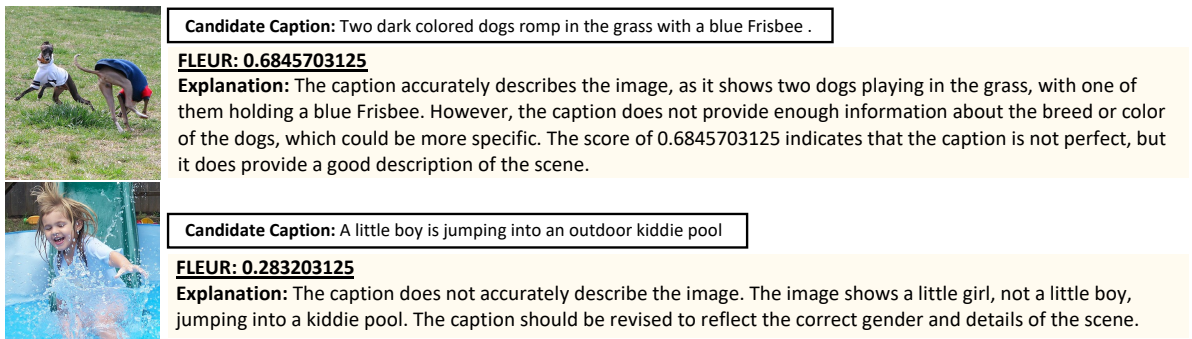 Candidate Caption: Two dark colored dogs romp in the grass with a blue Frisbee .
FLEUR: 0.6845703125
Explanation: The caption accurately describes the image, as it shows two dogs playing in the grass, with one of
them holding a blue Frisbee. However, the caption does not provide enough information about the breed or color
of the dogs, which could be more specific. The score of 0.6845703125 indicates that the caption is not perfect, but
it does provide a good description of the scene.
Candidate Caption: A little boy is jumping into an outdoor kiddie pool
FLEUR: 0.283203125
Explanation: The caption does not accurately describe the image. The image shows a little girl, not a little boy,
jumping into a kiddie pool. The caption should be revised to reflect the correct gender and details of the scene.